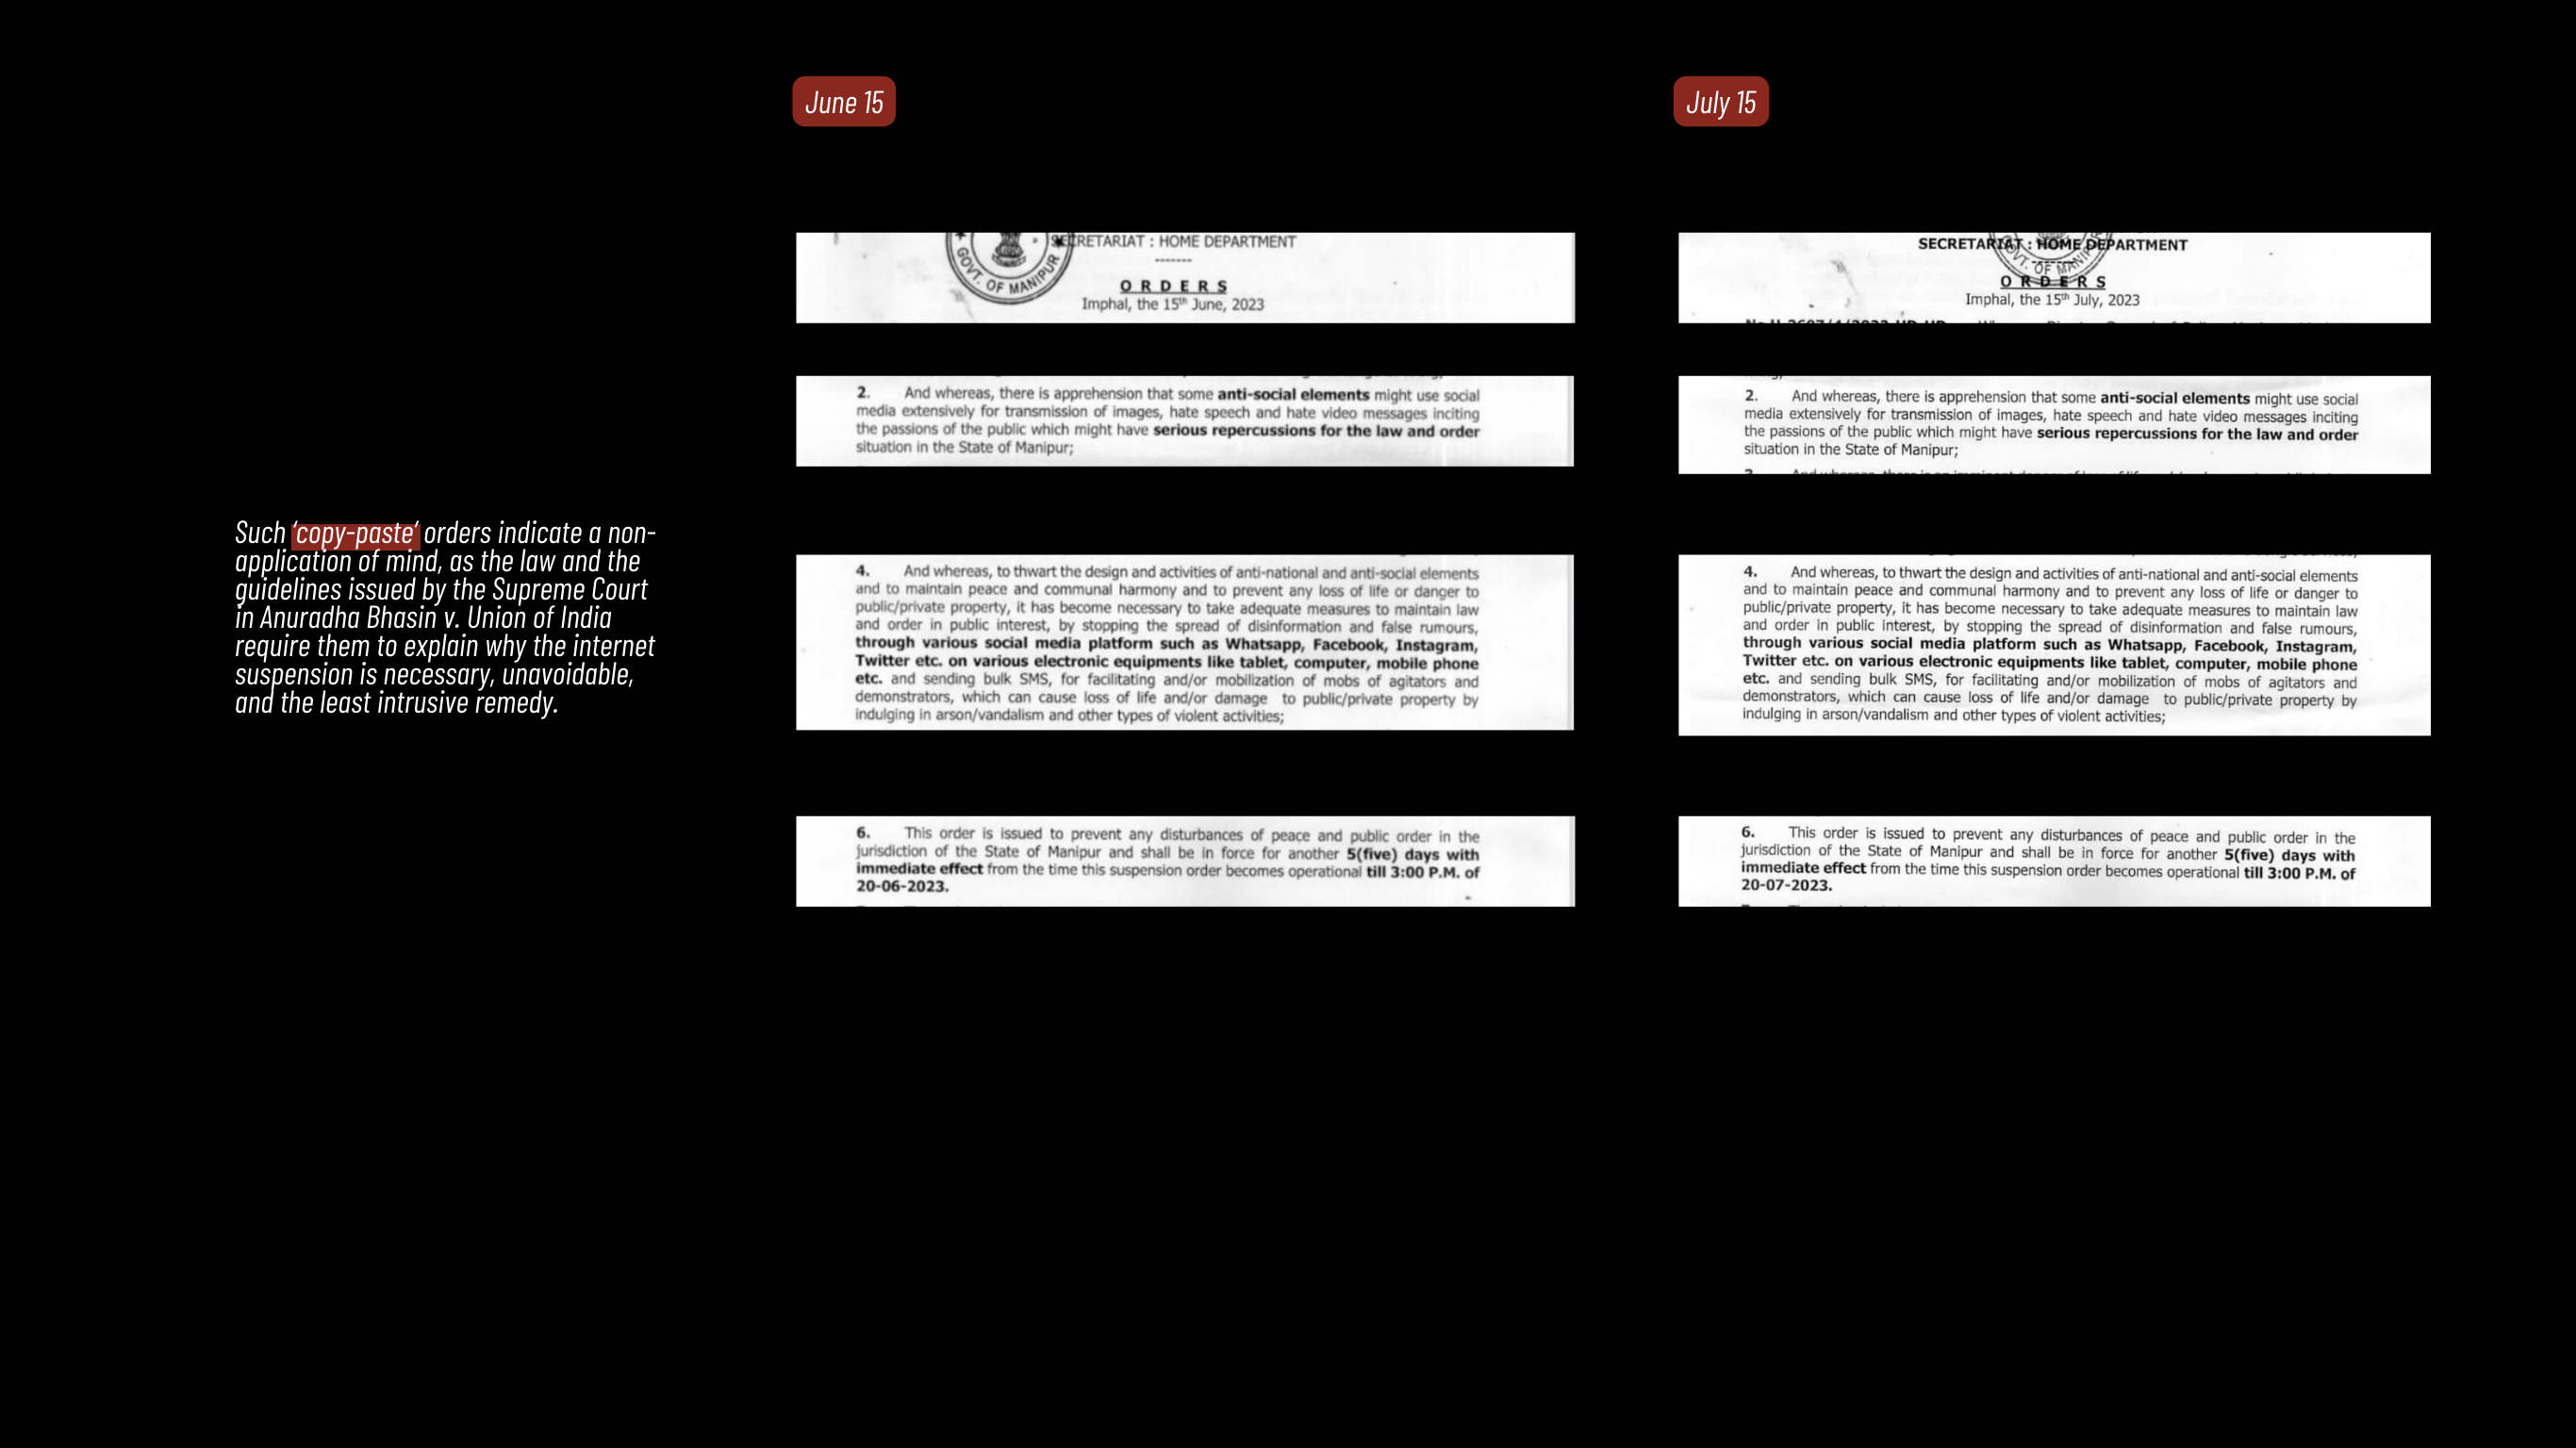 Such 'copy-paste' orders indicate a non-
application of mind, as the law and the
guidelines issued by the Supreme Court
in Anuradha Bhasin v. Union of India
require them to explain why the internet
suspension is necessary, unavoidable,
and the least intrusive remedy.
June 15
SECRETARIAT : HOME DEPARTMENT
-------
GOVT. OF MANIPUR
O R D E R S
Imphal, the 15th June, 2023
2. And whereas, there is apprehension that some anti-social elements might use social
media extensively for transmission of images, hate speech and hate video messages inciting
the passions of the public which might have serious repercussions for the law and order
situation in the State of Manipur;
4. And whereas, to thwart the design and activities of anti-national and anti-social elements
and to maintain peace and communal harmony and to prevent any loss of life or danger to
public/private property, it has become necessary to take adequate measures to maintain law
and order in public interest, by stopping the spread of disinformation and false rumours,
through various social media platform such as Whatsapp, Facebook, Instagram,
Twitter etc. on various electronic equipments like tablet, computer, mobile phone
etc. and sending bulk SMS, for facilitating and/or mobilization of mobs of agitators and
demonstrators, which can cause loss of life and/or damage to public/private property by
indulging in arson/vandalism and other types of violent activities;
6. This order is issued to prevent any disturbances of peace and public order in the
jurisdiction of the State of Manipur and shall be in force for another 5(five) days with
immediate effect from the time this suspension order becomes operational till 3:00 P.M. of
20-06-2023.
July 15
SECRETARIAT : HOME DEPARTMENT
-------
GOVT. OF MANIPUR
O R D E R S
Imphal, the 15th July, 2023
2. And whereas, there is apprehension that some anti-social elements might use social
media extensively for transmission of images, hate speech and hate video messages inciting
the passions of the public which might have serious repercussions for the law and order
situation in the State of Manipur;
4. And whereas, to thwart the design and activities of anti-national and anti-social elements
and to maintain peace and communal harmony and to prevent any loss of life or danger to
public/private property, it has become necessary to take adequate measures to maintain law
and order in public interest, by stopping the spread of disinformation and false rumours,
through various social media platform such as Whatsapp, Facebook, Instagram,
Twitter etc. on various electronic equipments like tablet, computer, mobile phone
etc. and sending bulk SMS, for facilitating and/or mobilization of mobs of agitators and
demonstrators, which can cause loss of life and/or damage to public/private property by
indulging in arson/vandalism and other types of violent activities;
6. This order is issued to prevent any disturbances of peace and public order in the
jurisdiction of the State of Manipur and shall be in force for another 5(five) days with
immediate effect from the time this suspension order becomes operational till 3:00 P.M. of
20-07-2023.